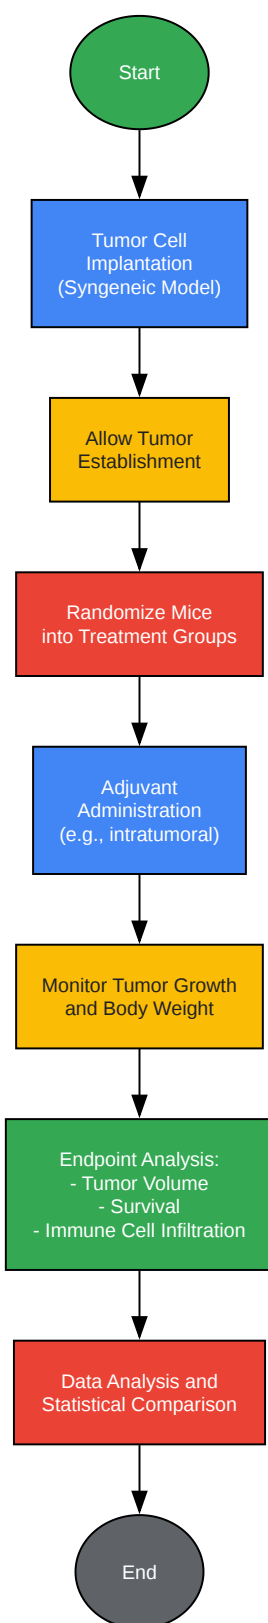 Start
Tumor Cell
Implantation
(Syngeneic Model)
Allow Tumor
Establishment
Randomize Mice
into Treatment Groups
Adjuvant
Administration
(e.g., intratumoral)
Monitor Tumor Growth
and Body Weight
Endpoint Analysis:
- Tumor Volume
- Survival
- Immune Cell Infiltration
Data Analysis and
Statistical Comparison
End